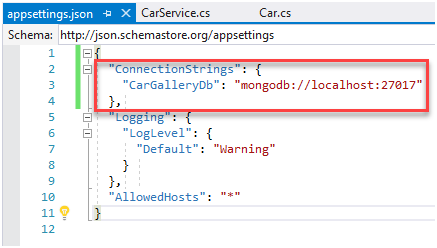 appsettings.json CarService.cs Car.cs
Schema: http://json.schemastore.org/appsettings
1 {
2 "ConnectionStrings": {
3 "CarGalleryDb": "mongodb://localhost:27017"
4 },
5 "Logging": {
6 "LogLevel": {
7 "Default": "Warning"
8 }
9 },
10 "AllowedHosts": "*"
11 }
12